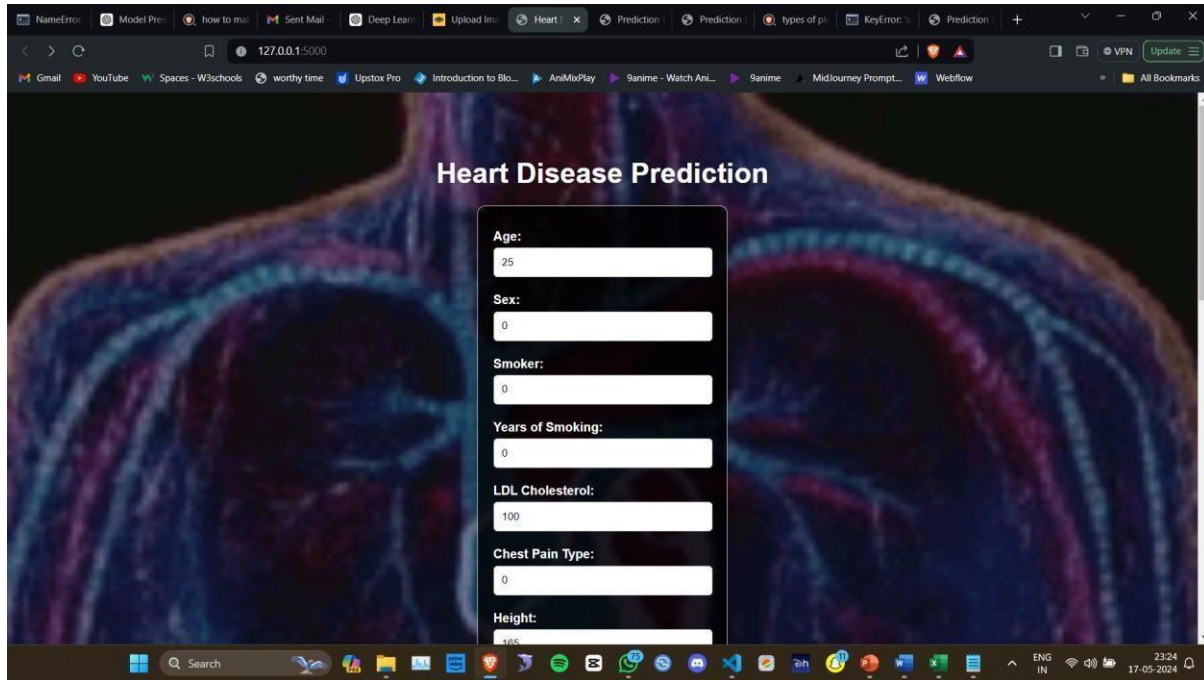 NameError:
Model Pred
how to mak
Sent Mail -
Deep Learn
Upload Ima
Heart D
Prediction
Prediction
types of pl
KeyError: 's
Prediction
127.0.0.1:5000
VPN
Update
Gmail
YouTube
Spaces - W3schools
worthy time
Upstox Pro
Introduction to Blo...
AniMixPlay
9anime - Watch Ani...
9anime
MidJourney Prompt...
Webflow
All Bookmarks
Heart Disease Prediction
Age:
25
Sex:
0
Smoker:
0
Years of Smoking:
0
LDL Cholesterol:
100
Chest Pain Type:
0
Height:
165
Search
75
11
ENG
IN
23:24
17-05-2024